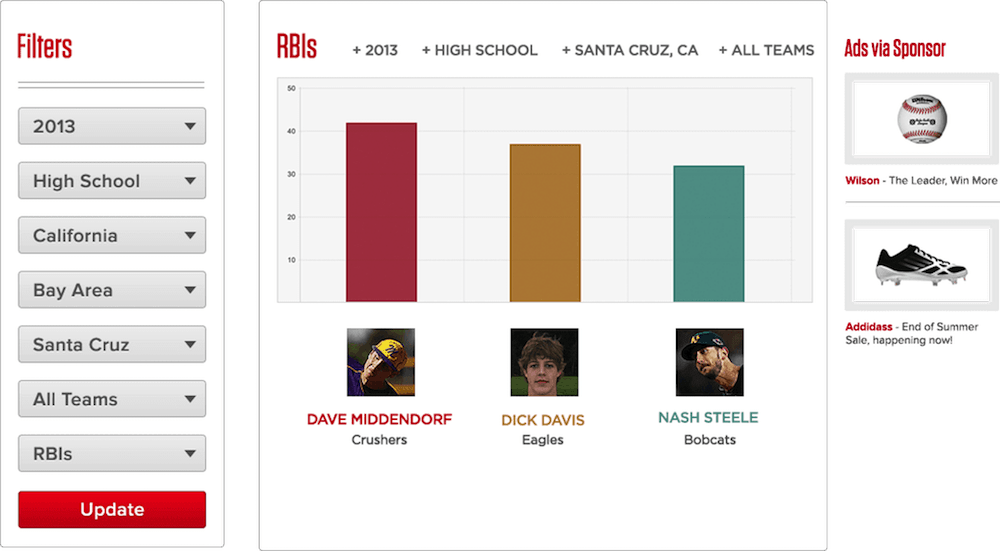 Filters
2013
High School
California
Bay Area
Santa Cruz
All Teams
RBIs
Update
RBIs + 2013 + HIGH SCHOOL + SANTA CRUZ, CA + ALL TEAMS
50
40
30
20
10
DAVE MIDDENDORF
Crushers
DICK DAVIS
Eagles
NASH STEELE
Bobcats
Ads via Sponsor
Wilson
Wilson - The Leader, Win More
Addidass - End of Summer
Sale, happening now!